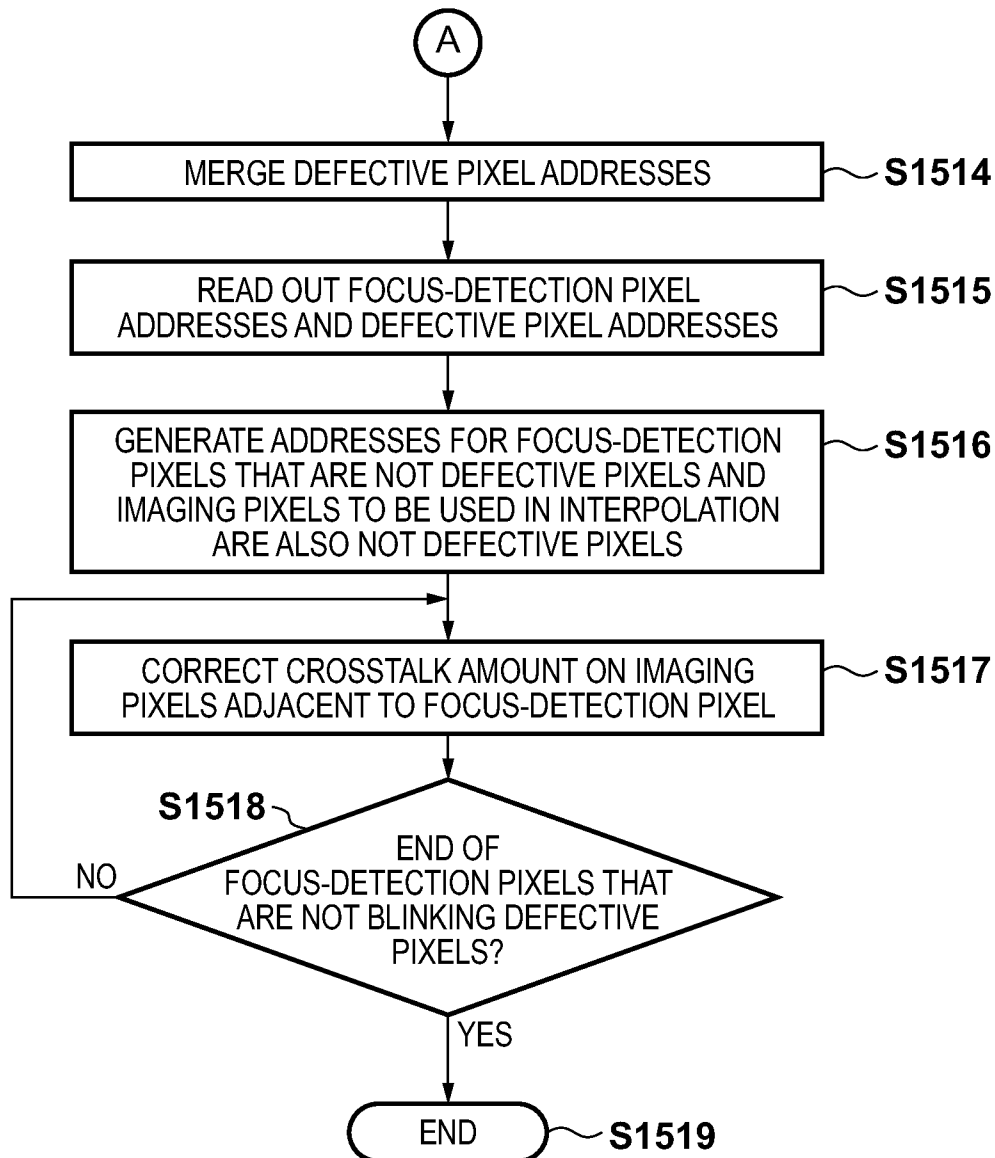 A
MERGE DEFECTIVE PIXEL ADDRESSES
S1514
READ OUT FOCUS-DETECTION PIXEL
ADDRESSES AND DEFECTIVE PIXEL ADDRESSES
S1515
GENERATE ADDRESSES FOR FOCUS-DETECTION
PIXELS THAT ARE NOT DEFECTIVE PIXELS AND
IMAGING PIXELS TO BE USED IN INTERPOLATION
ARE ALSO NOT DEFECTIVE PIXELS
S1516
CORRECT CROSSTALK AMOUNT ON IMAGING
PIXELS ADJACENT TO FOCUS-DETECTION PIXEL
S1517
S1518
END OF
FOCUS-DETECTION PIXELS THAT
ARE NOT BLINKING DEFECTIVE
PIXELS?
NO
YES
END
S1519